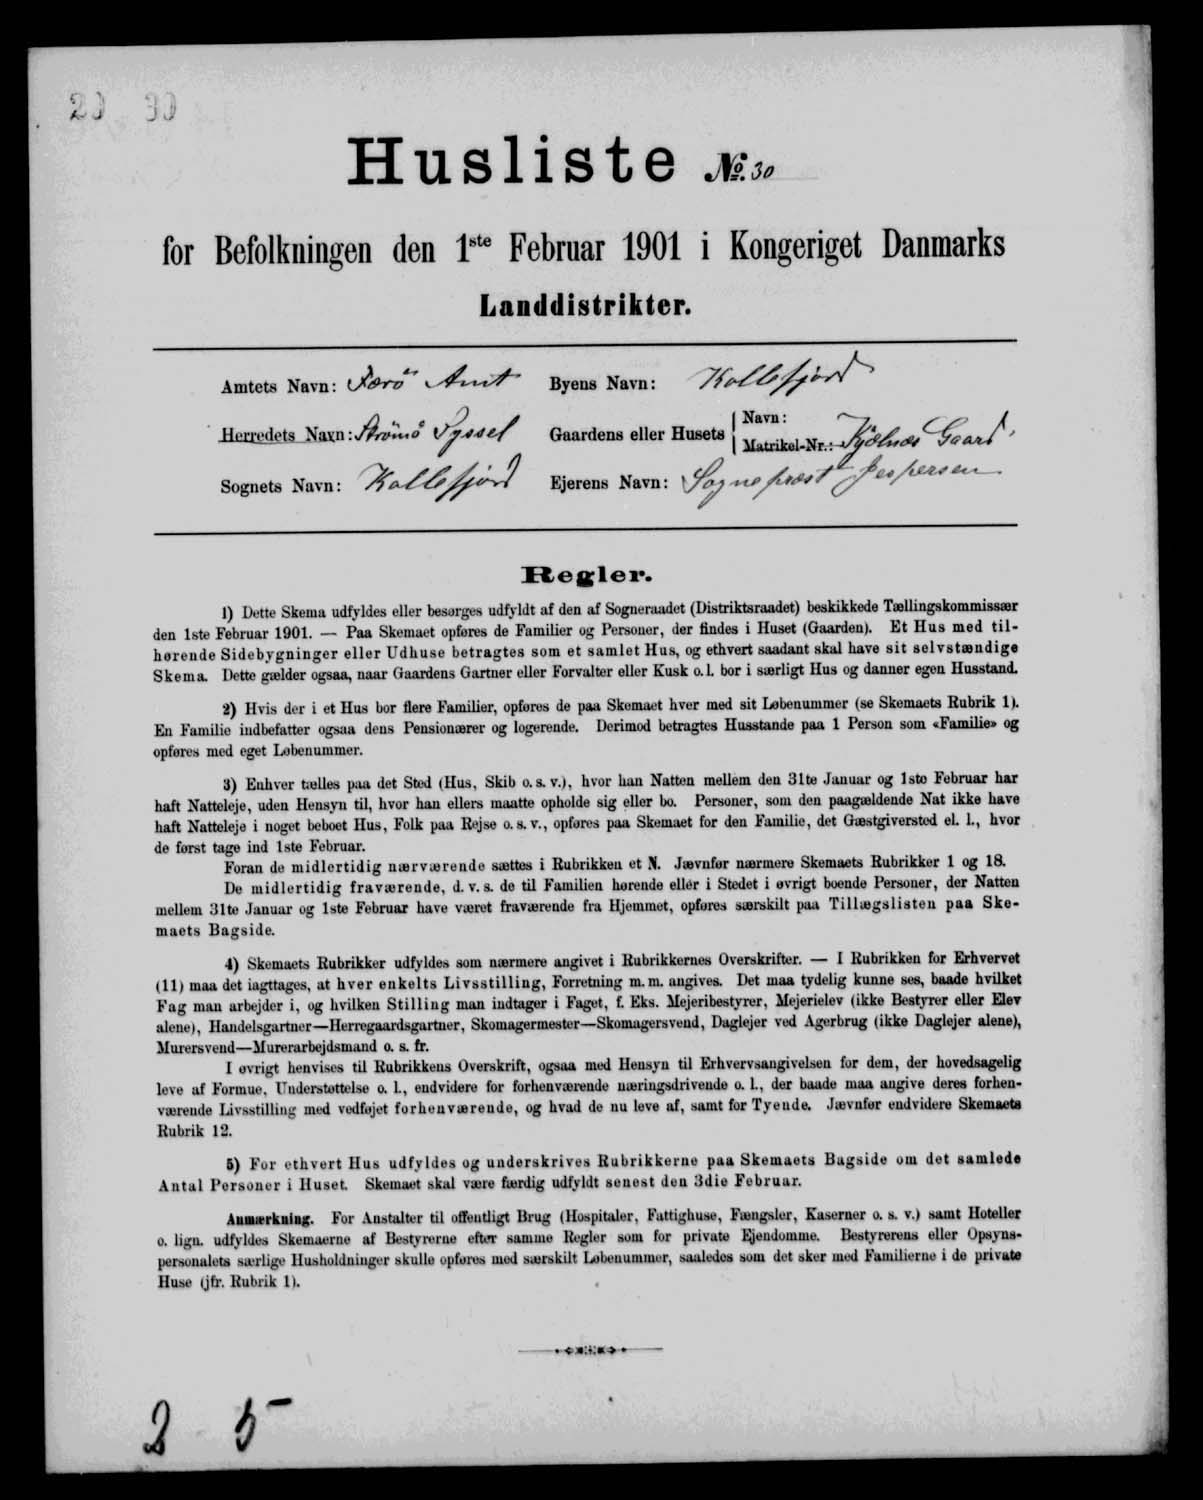 20 30
Husliste No. 30
for Befolkningen den 1ste Februar 1901 i Kongeriget Danmarks
Landdistrikter.
Amtets Navn: Færö Amt Byens Navn: Kollefjord
Herredets Navn: Strömö Syssel Gaardens eller Husets Navn:
Matrikel-Nr.: Kjælnæs Gaard
Sognets Navn: Kollefjord Ejerens Navn: Sognepræst Jespersen
Regler.
1) Dette Skema udfyldes eller besørges udfyldt af den af Sogneraadet (Distriktsraadet) beskikkede Tællingskommissær
den 1ste Februar 1901. — Paa Skemaet opføres de Familier og Personer, der findes i Huset (Gaarden). Et Hus med til-
hørende Sidebygninger eller Udhuse betragtes som et samlet Hus, og ethvert saadant skal have sit selvstændige
Skema. Dette gælder ogsaa, naar Gaardens Gartner eller Forvalter eller Kusk o. l. bor i særligt Hus og danner egen Husstand.
2) Hvis der i et Hus bor flere Familier, opføres de paa Skemaet hver med sit Løbenummer (se Skemaets Rubrik 1).
En Familie indbefatter ogsaa dens Pensionærer og logerende. Derimod betragtes Husstande paa 1 Person som «Familie» og
opføres med eget Løbenummer.
3) Enhver tælles paa det Sted (Hus, Skib o. s. v.), hvor han Natten mellem den 31te Januar og 1ste Februar har
haft Natteleje, uden Hensyn til, hvor han ellers maatte opholde sig eller bo. Personer, som den paagældende Nat ikke have
haft Natteleje i noget beboet Hus, Folk paa Rejse o. s. v., opføres paa Skemaet for den Familie, det Gæstgiversted el. l., hvor
de først tage ind 1ste Februar.
Foran de midlertidig nærværende sættes i Rubrikken et N. Jævnfør nærmere Skemaets Rubrikker 1 og 18.
De midlertidig fraværende, d. v. s. de til Familien hørende eller i Stedet i øvrigt boende Personer, der Natten
mellem 31te Januar og 1ste Februar have været fraværende fra Hjemmet, opføres særskilt paa Tillægslisten paa Ske-
maets Bagside.
4) Skemaets Rubrikker udfyldes som nærmere angivet i Rubrikkernes Overskrifter. — I Rubrikken for Erhvervet
(11) maa det iagttages, at hver enkelts Livsstilling, Forretning m. m. angives. Det maa tydelig kunne ses, baade hvilket
Fag man arbejder i, og hvilken Stilling man indtager i Faget, f. Eks. Mejeribestyrer, Mejerielev (ikke Bestyrer eller Elev
alene), Handelsgartner—Herregaardsgartner, Skomagermester—Skomagersvend, Daglejer ved Agerbrug (ikke Daglejer alene),
Murersvend—Murerarbejdsmand o. s. fr.
I øvrigt henvises til Rubrikkens Overskrift, ogsaa med Hensyn til Erhvervsangivelsen for dem, der hovedsagelig
leve af Formue, Understøttelse o. l., endvidere for forhenværende næringsdrivende o. l., der baade maa angive deres forhen-
værende Livsstilling med vedføjet forhenværende, og hvad de nu leve af, samt for Tyende. Jævnfør endvidere Skemaets
Rubrik 12.
5) For ethvert Hus udfyldes og underskrives Rubrikkerne paa Skemaets Bagside om det samlede
Antal Personer i Huset. Skemaet skal være færdig udfyldt senest den 3die Februar.
Anmærkning. For Anstalter til offentligt Brug (Hospitaler, Fattighuse, Fængsler, Kaserner o. s. v.) samt Hoteller
o. lign. udfyldes Skemaerne af Bestyrerne efter samme Regler som for private Ejendomme. Bestyrerens eller Opsyns-
personalets særlige Husholdninger skulle opføres med særskilt Løbenummer, saaledes som det sker med Familierne i de private
Huse (jfr. Rubrik 1).
2 5